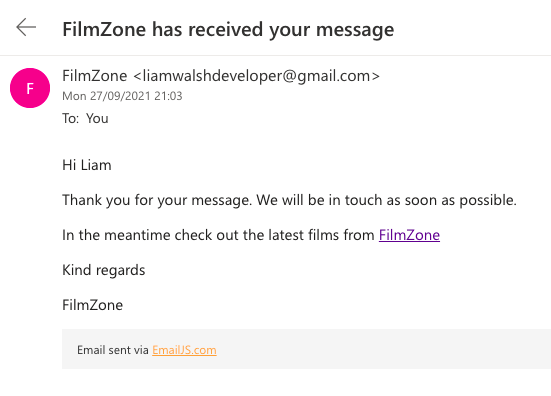 FilmZone has received your message
F
FilmZone <liamwalshdeveloper@gmail.com>
Mon 27/09/2021 21:03
To: You
Hi Liam
Thank you for your message. We will be in touch as soon as possible.
In the meantime check out the latest films from FilmZone
Kind regards
FilmZone
Email sent via EmailJS.com